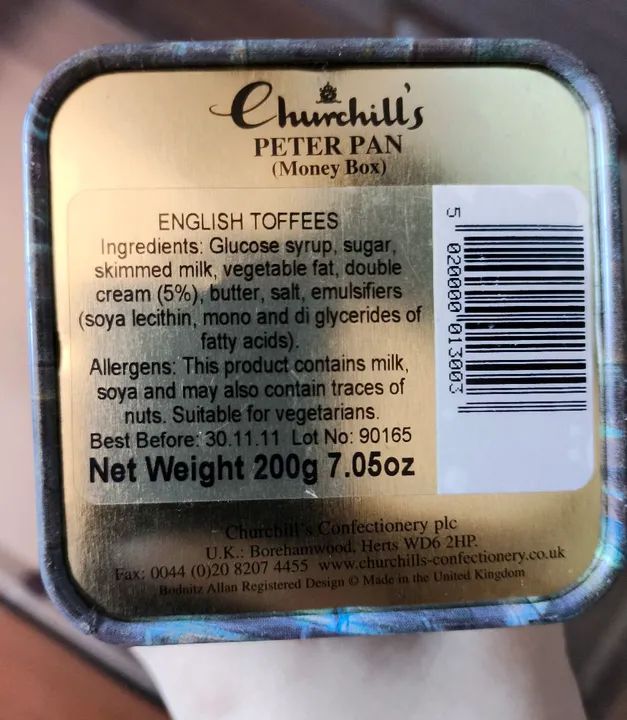 Churchill's
PETER PAN
(Money Box)
ENGLISH TOFFEES
Ingredients: Glucose syrup, sugar,
skimmed milk, vegetable fat, double
cream (5%), butter, salt, emulsifiers
(soya lecithin, mono and di glycerides of
fatty acids).
Allergens: This product contains milk,
soya and may also contain traces of
nuts. Suitable for vegetarians.
Best Before: 30.11.11 Lot No: 90165
Net Weight 200g 7.05oz
5 020000 013003
Churchill's Confectionery plc
U.K.: Borehamwood, Herts WD6 2HP.
Fax: 0044 (0)20 8207 4455 www.churchills-confectionery.co.uk
Bodnitz Allan Registered Design © Made in the United Kingdom